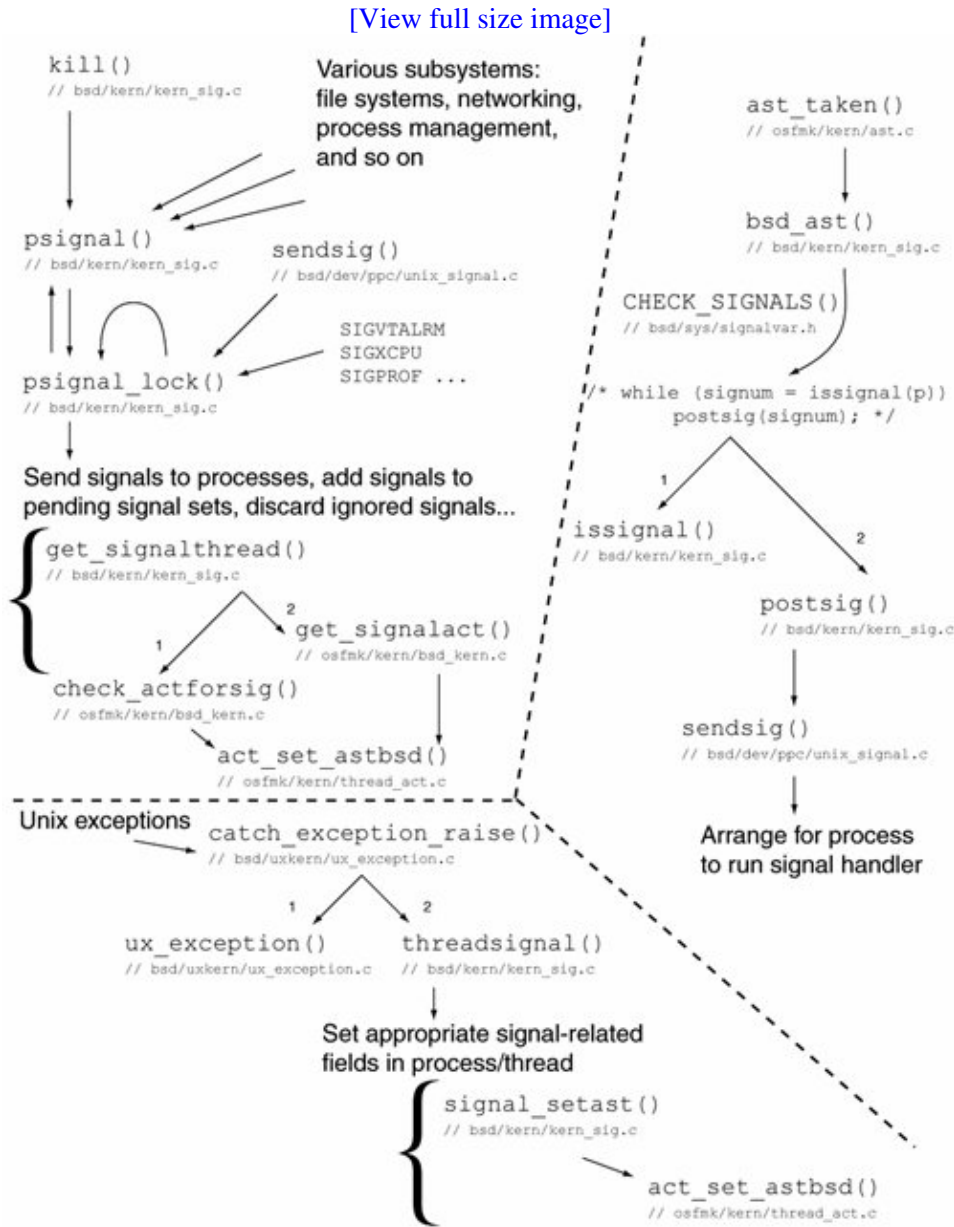 [View full size image]
kill()
// bsd/kern/kern_sig.c
Various subsystems:
file systems, networking,
process management,
and so on
psignal()
// bsd/kern/kern_sig.c
sendsig()
// bsd/dev/ppc/unix_signal.c
SIGVTALRM
SIGXCPU
SIGPROF ...
psignal_lock()
// bsd/kern/kern_sig.c
Send signals to processes, add signals to
pending signal sets, discard ignored signals...
get_signalthread()
// bsd/kern/kern_sig.c
1
2
get_signalact()
// osfmk/kern/bsd_kern.c
check_actforsig()
// osfmk/kern/bsd_kern.c
act_set_astbsd()
// osfmk/kern/thread_act.c
ast_taken()
// osfmk/kern/ast.c
bsd_ast()
// bsd/kern/kern_sig.c
CHECK_SIGNALS()
// bsd/sys/signalvar.h
/* while (signum = issignal(p))
postsig(signum); */
1
2
issignal()
// bsd/kern/kern_sig.c
postsig()
// bsd/kern/kern_sig.c
sendsig()
// bsd/dev/ppc/unix_signal.c
Arrange for process
to run signal handler
Unix exceptions
catch_exception_raise()
// bsd/uxkern/ux_exception.c
1
2
ux_exception()
// bsd/uxkern/ux_exception.c
threadsignal()
// bsd/kern/kern_sig.c
Set appropriate signal-related
fields in process/thread
signal_setast()
// bsd/kern/kern_sig.c
act_set_astbsd()
// osfmk/kern/thread_act.c